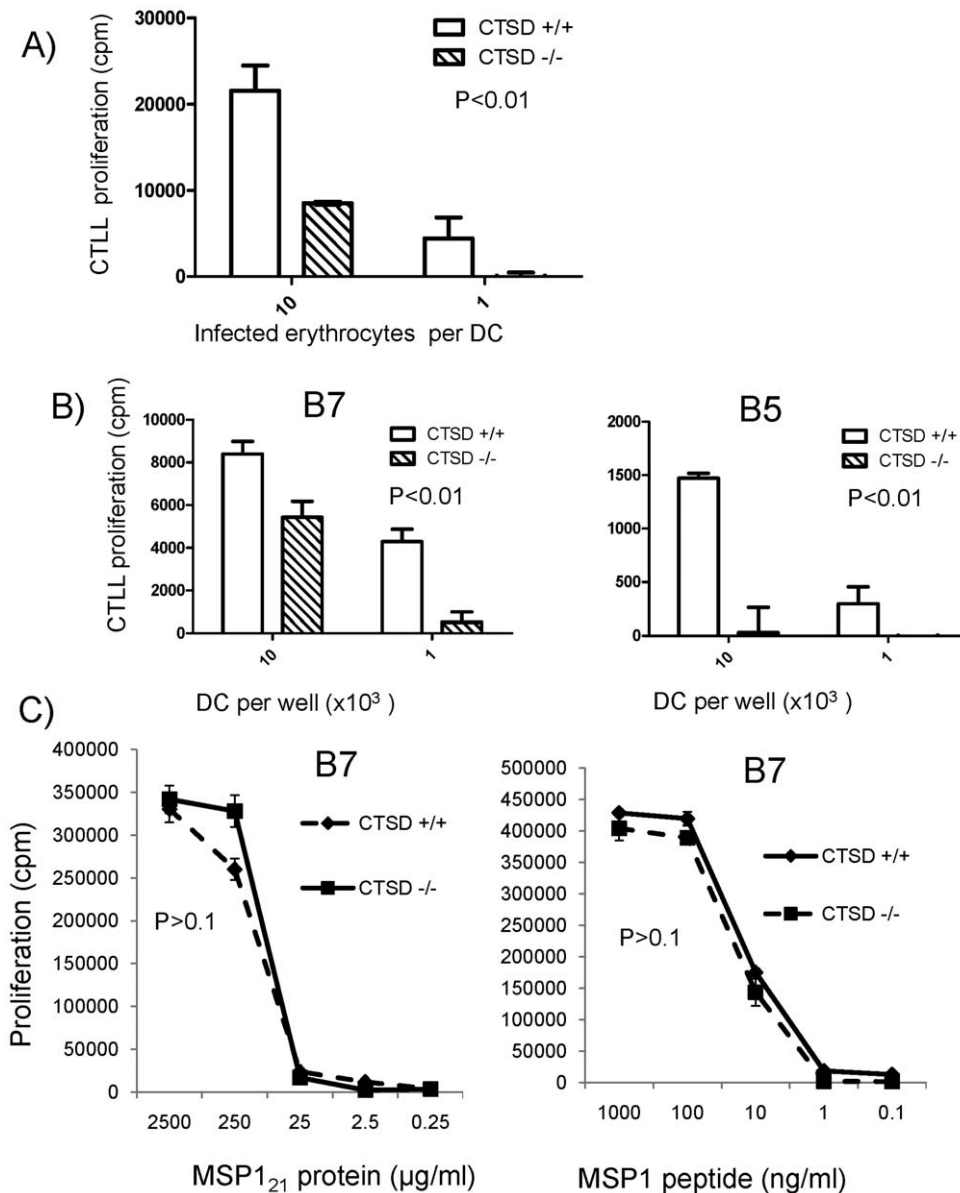 A)
CTLL proliferation (cpm)
30000
20000
10000
0
CTSD +/+
CTSD -/-
P<0.01
10
1
Infected erythrocytes per DC
B)
B7
CTLL proliferation (cpm)
10000
8000
6000
4000
2000
0
CTSD +/+
CTSD -/-
P<0.01
10
1
DC per well (x10³ )
B5
2000
1500
1000
500
0
CTSD +/+
CTSD -/-
P<0.01
10
1
DC per well (x10³ )
C)
B7
Proliferation (cpm)
400000
350000
300000
250000
200000
150000
100000
50000
0
CTSD +/+
CTSD -/-
P>0.1
2500 250 25 2.5 0.25
MSP1₂₁ protein (µg/ml)
B7
500000
450000
400000
350000
300000
250000
200000
150000
100000
50000
0
CTSD +/+
CTSD -/-
P>0.1
1000 100 10 1 0.1
MSP1 peptide (ng/ml)